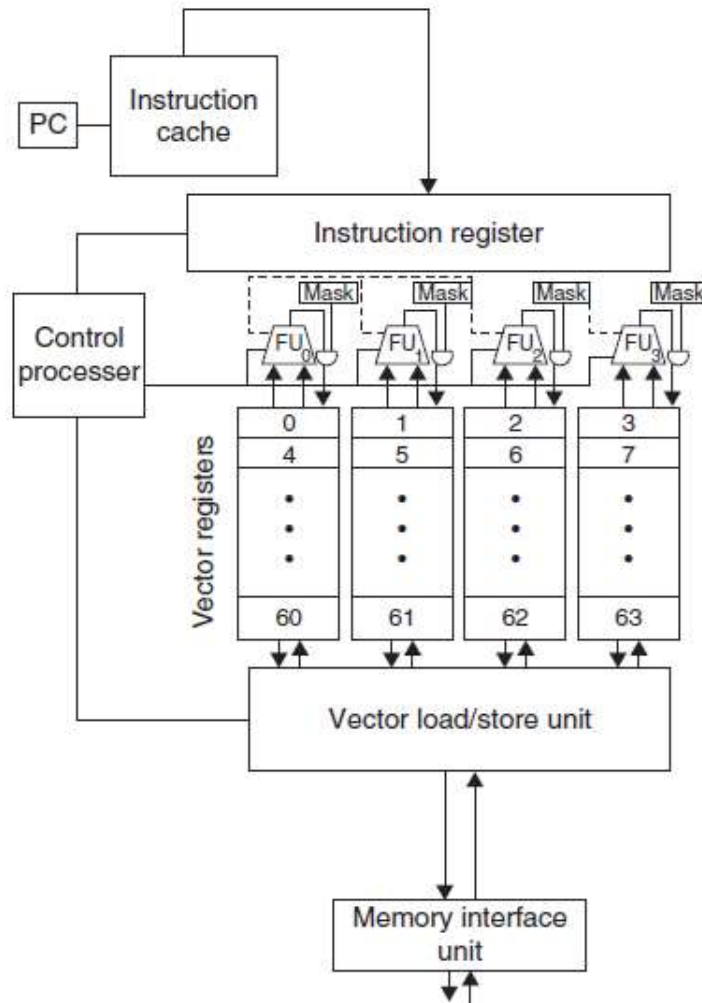 Instruction
cache
PC
Instruction register
Mask Mask Mask Mask
FU0 FU1 FU2 FU3
Control
processer
Vector registers
0 1 2 3
4 5 6 7
60 61 62 63
Vector load/store unit
Memory interface
unit